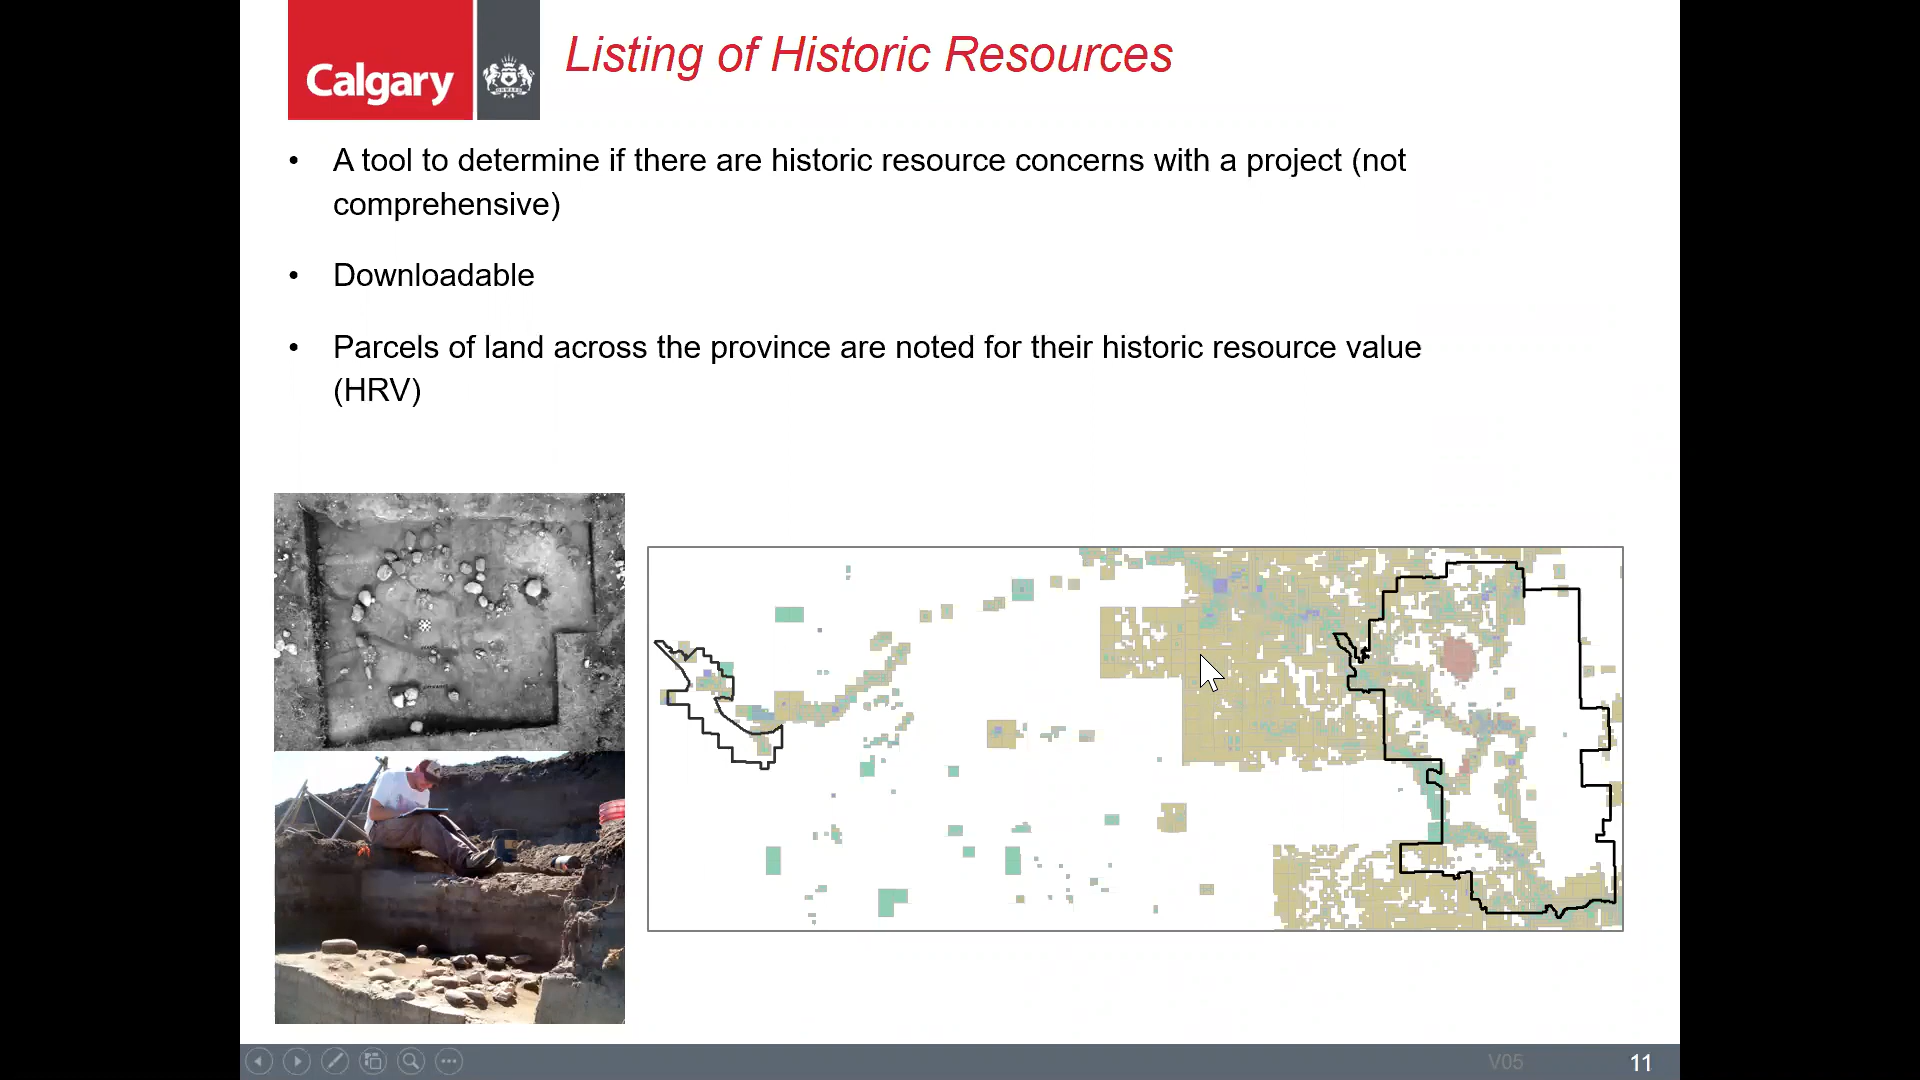 Calgary
ONWARD
Listing of Historic Resources
• A tool to determine if there are historic resource concerns with a project (not
comprehensive)
• Downloadable
• Parcels of land across the province are noted for their historic resource value
(HRV)
V05
11